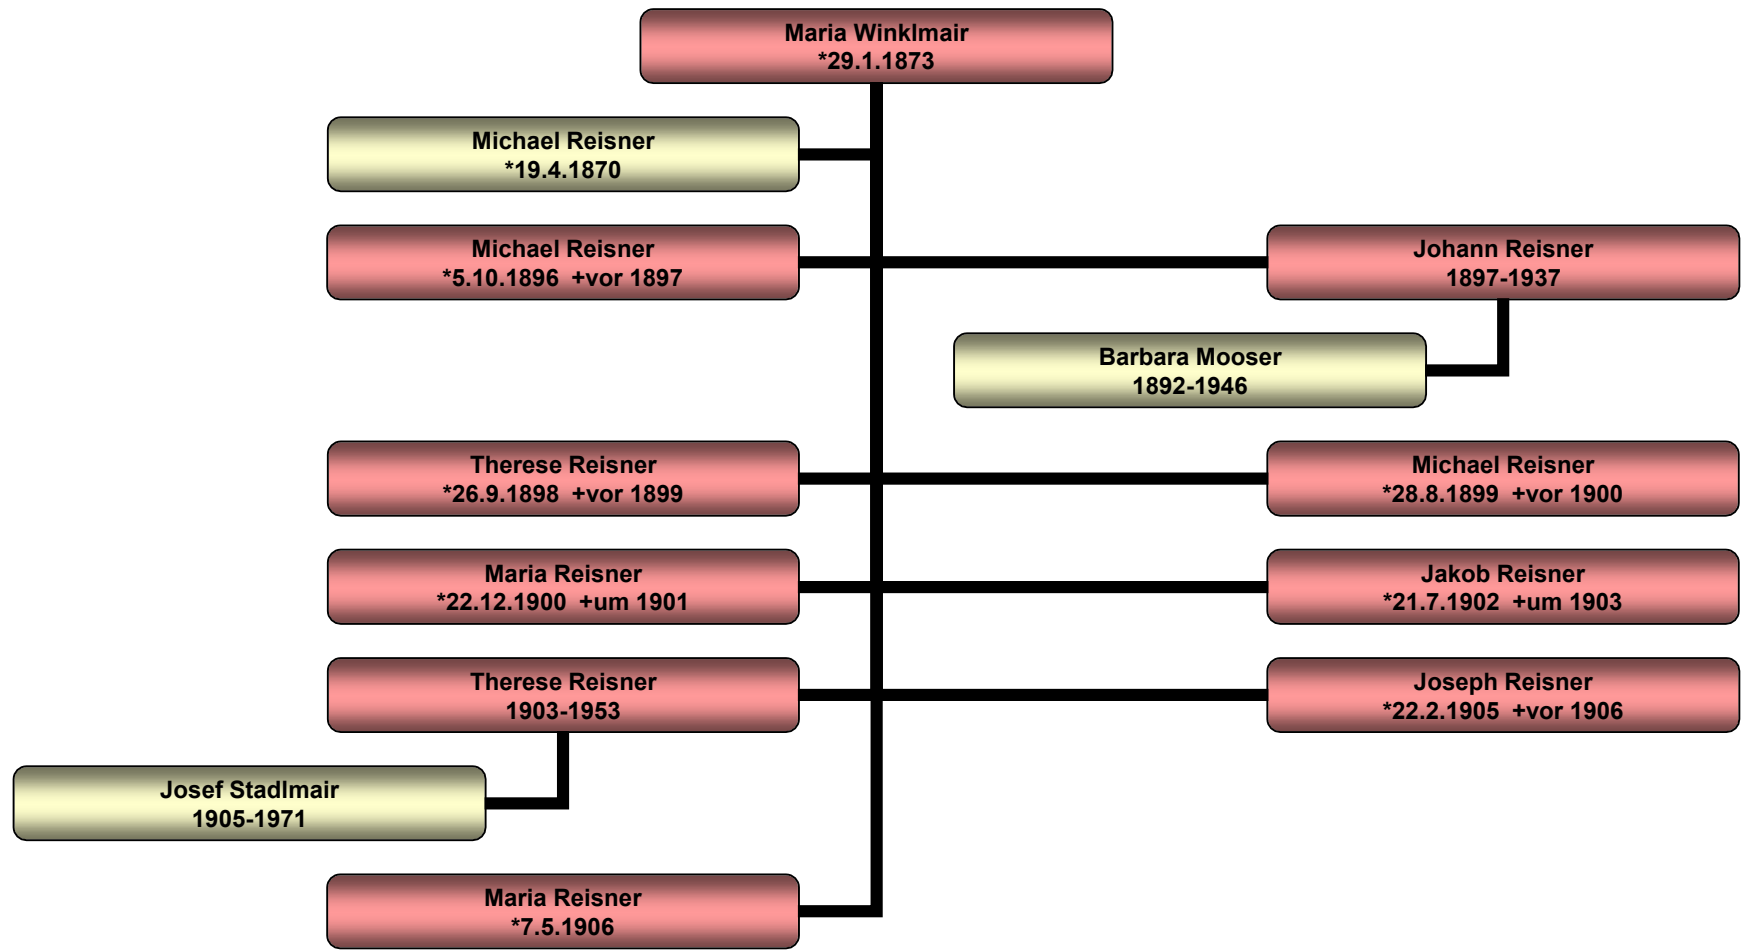 Maria Winklmair
*29.1.1873
Michael Reisner
*19.4.1870
Michael Reisner
*5.10.1896 +vor 1897
Johann Reisner
1897-1937
Barbara Mooser
1892-1946
Therese Reisner
*26.9.1898 +vor 1899
Michael Reisner
*28.8.1899 +vor 1900
Maria Reisner
*22.12.1900 +um 1901
Jakob Reisner
*21.7.1902 +um 1903
Therese Reisner
1903-1953
Joseph Reisner
*22.2.1905 +vor 1906
Josef Stadlmair
1905-1971
Maria Reisner
*7.5.1906